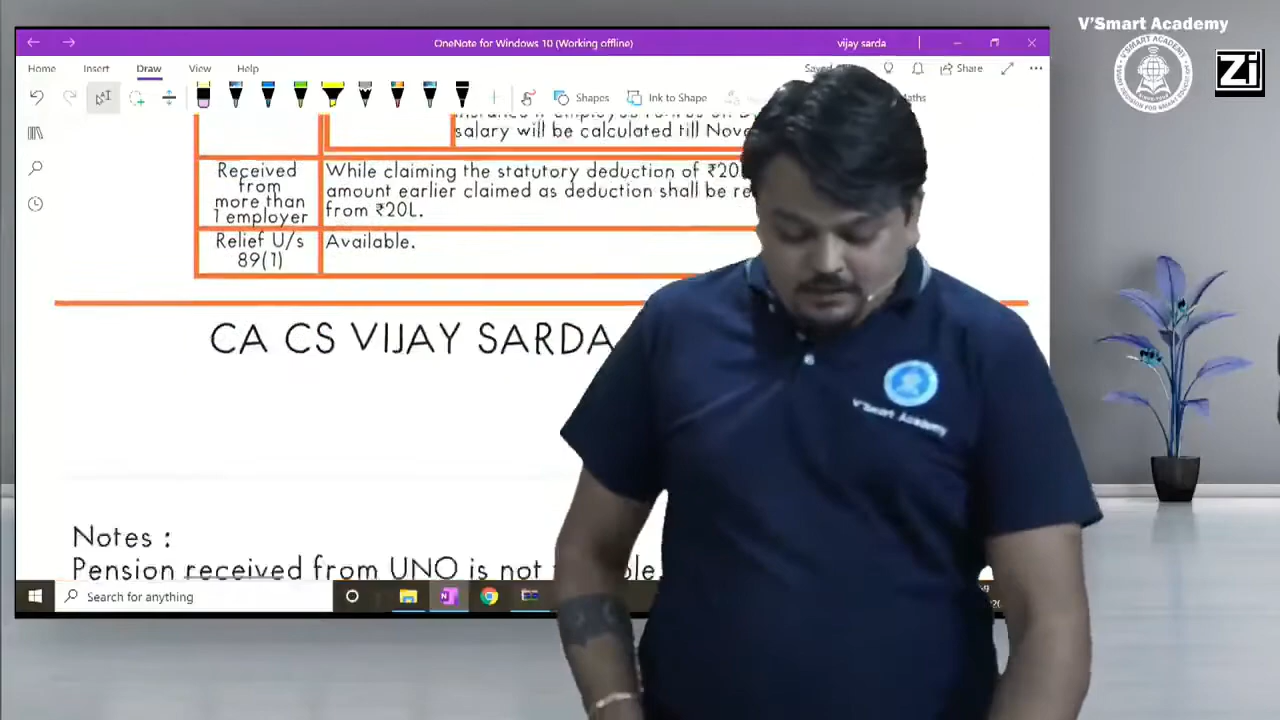 V'Smart Academy
OneNote for Windows 10 (Working offline)
vijay sarda
Home Insert Draw View Help
Share
Shapes Ink to Shape
salary will be calculated till Nove
Received from more than 1 employer
While claiming the statutory deduction of ₹20
amount earlier claimed as deduction shall be re
from ₹20L.
Relief U/s 89(1)
Available.
CA CS VIJAY SARDA
V'Smart Academy
Notes :
Pension received from UNO is not
Search for anything
Zi